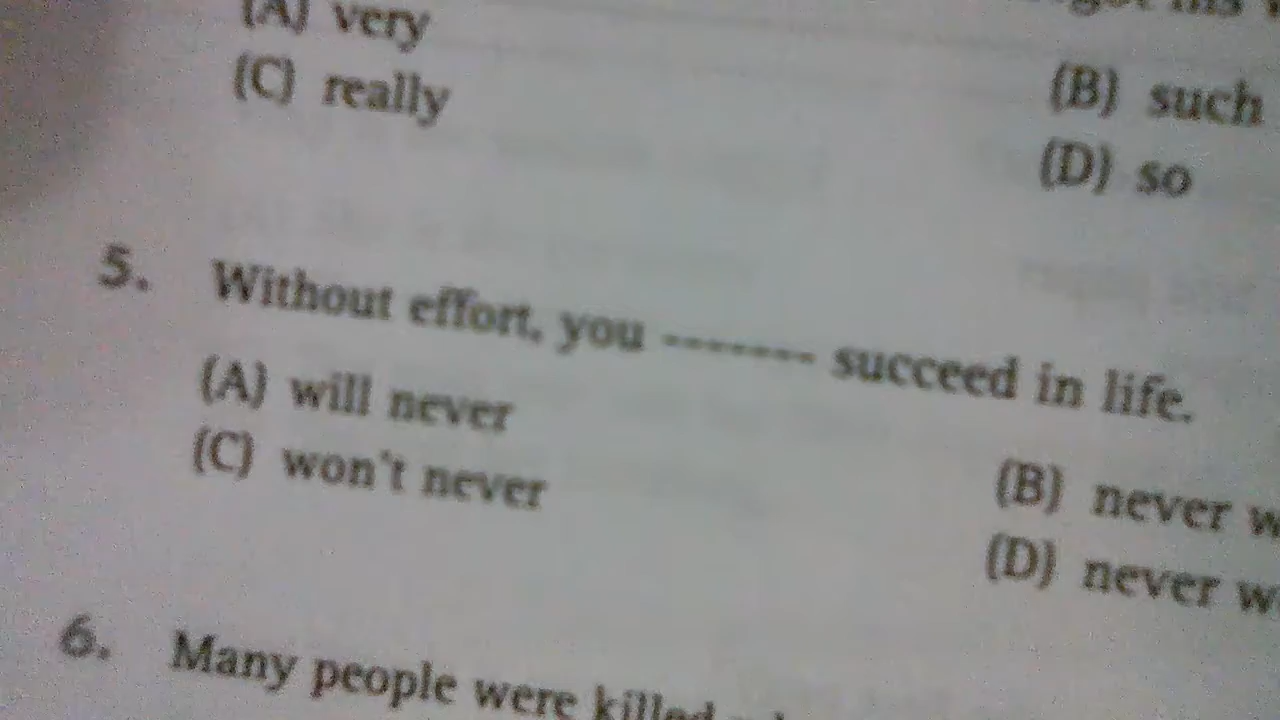 (A) very
(B) such
(C) really
(D) so
5. Without effort, you ------- succeed in life.
(A) will never
(B) never
(C) won't never
(D) never
6. Many people were killed